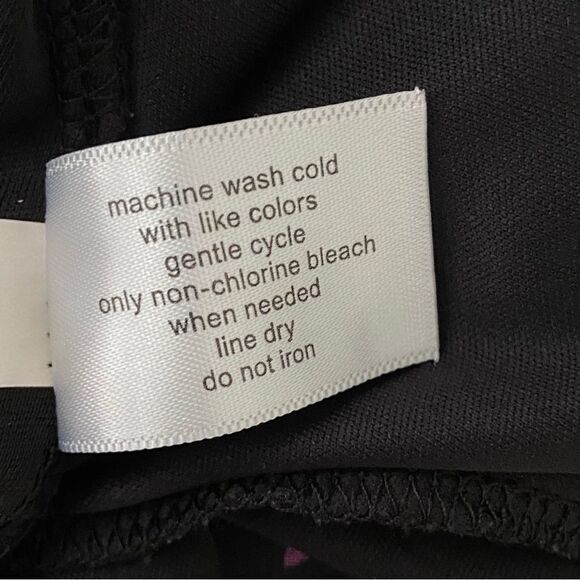 machine wash cold
with like colors
gentle cycle
only non-chlorine bleach
when needed
line dry
do not iron